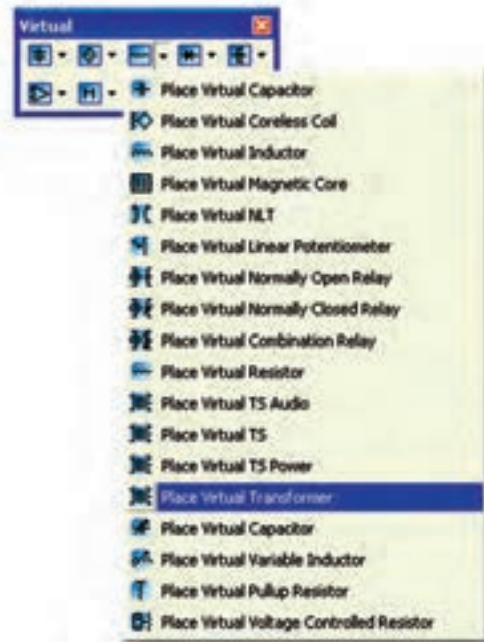 Virtual
Place Virtual Capacitor
Place Virtual Coreless Coil
Place Virtual Inductor
Place Virtual Magnetic Core
Place Virtual NLT
Place Virtual Linear Potentiometer
Place Virtual Normally Open Relay
Place Virtual Normally Closed Relay
Place Virtual Combination Relay
Place Virtual Resistor
Place Virtual TS Audio
Place Virtual TS
Place Virtual TS Power
Place Virtual Transformer
Place Virtual Capacitor
Place Virtual Variable Inductor
Place Virtual Pullup Resistor
Place Virtual Voltage Controlled Resistor